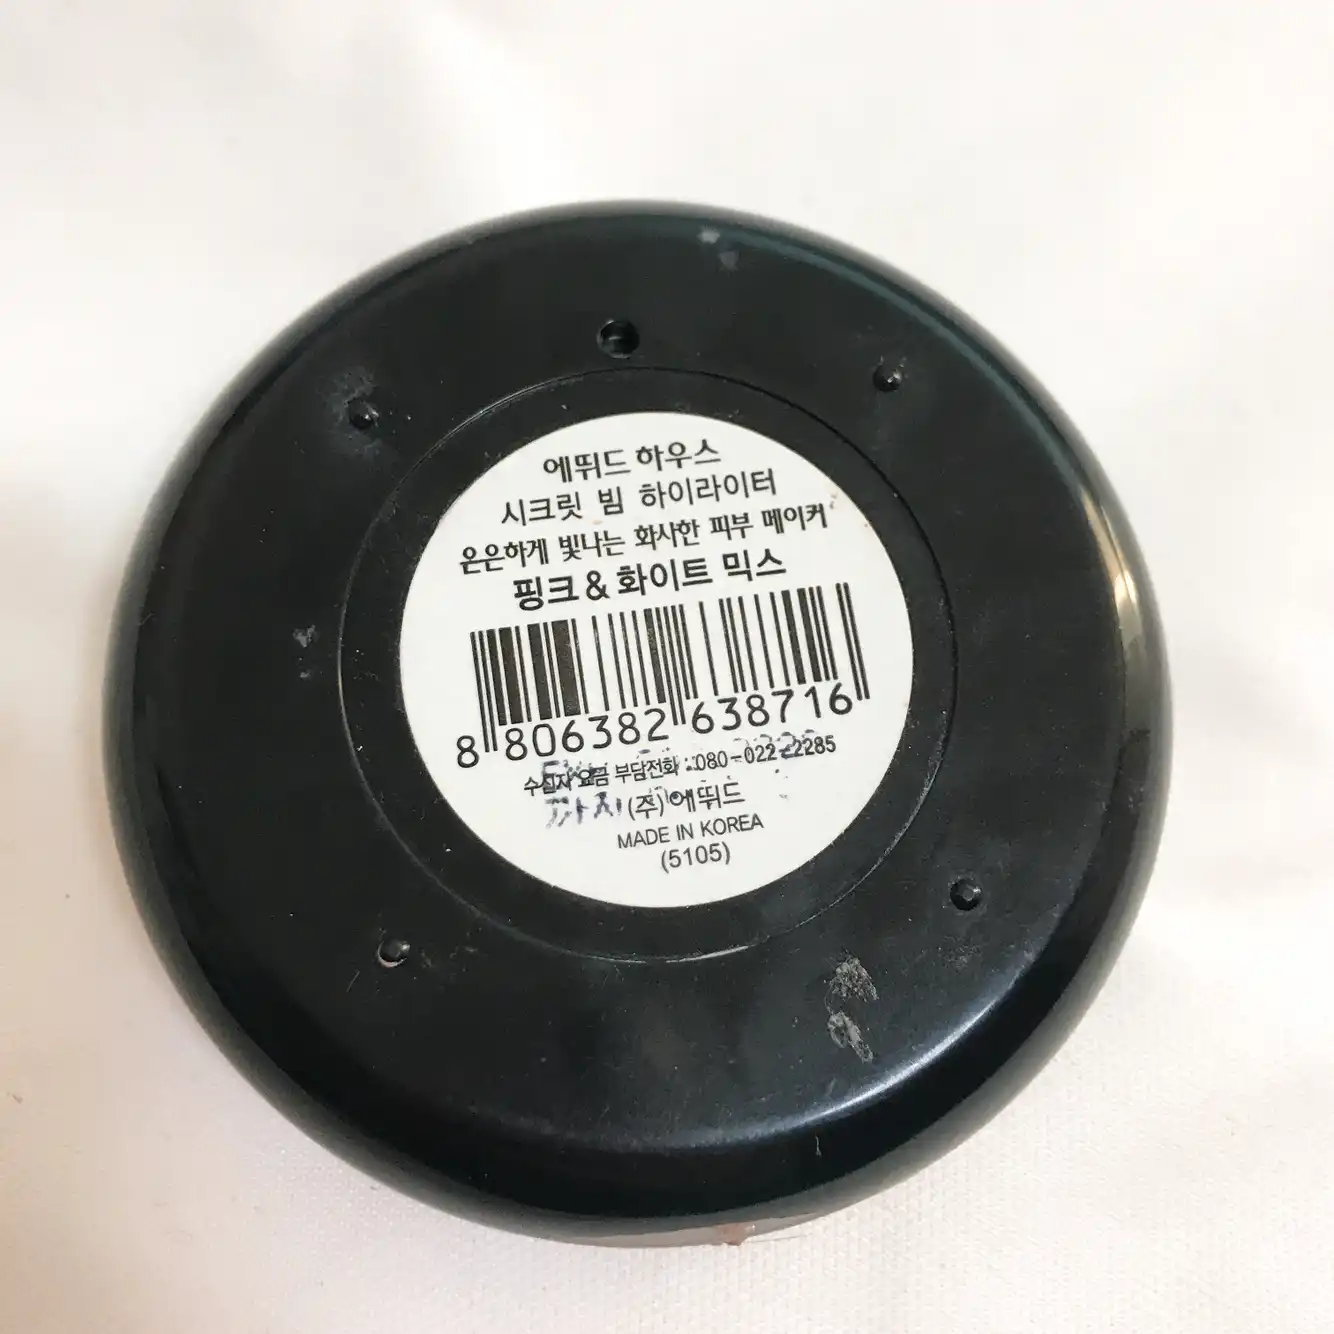 에뛰드 하우스
시크릿 빔 하이라이터
은은하게 빛나는 화사한 피부 메이커
핑크 & 화이트 믹스
8 806382 638716
수신자 요금 부담전화 : 080-022-2285
까지 (주)에뛰드
MADE IN KOREA
(5105)